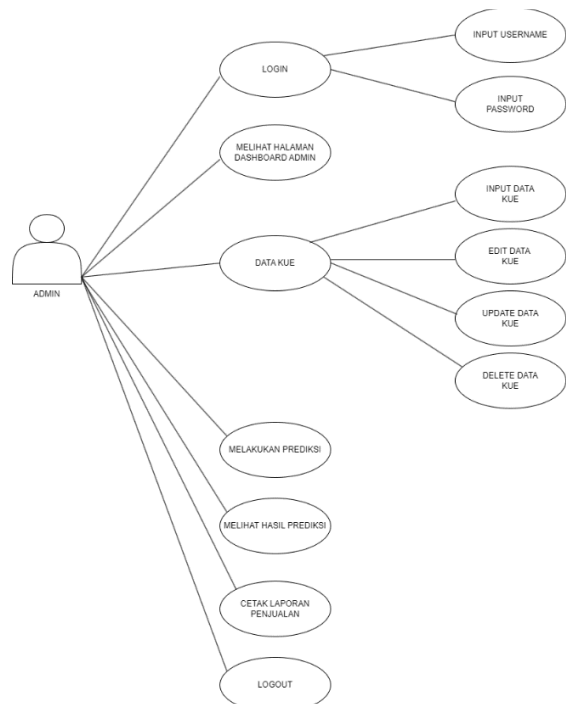 INPUT USERNAME
LOGIN
INPUT
PASSWORD
MELIHAT HALAMAN
DASHBOARD ADMIN
INPUT DATA
KUE
EDIT DATA
KUE
DATA KUE
ADMIN
UPDATE DATA
KUE
DELETE DATA
KUE
MELAKUKAN PREDIKSI
MELIHAT HASIL PREDIKSI
CETAK LAPORAN
PENJUALAN
LOGOUT